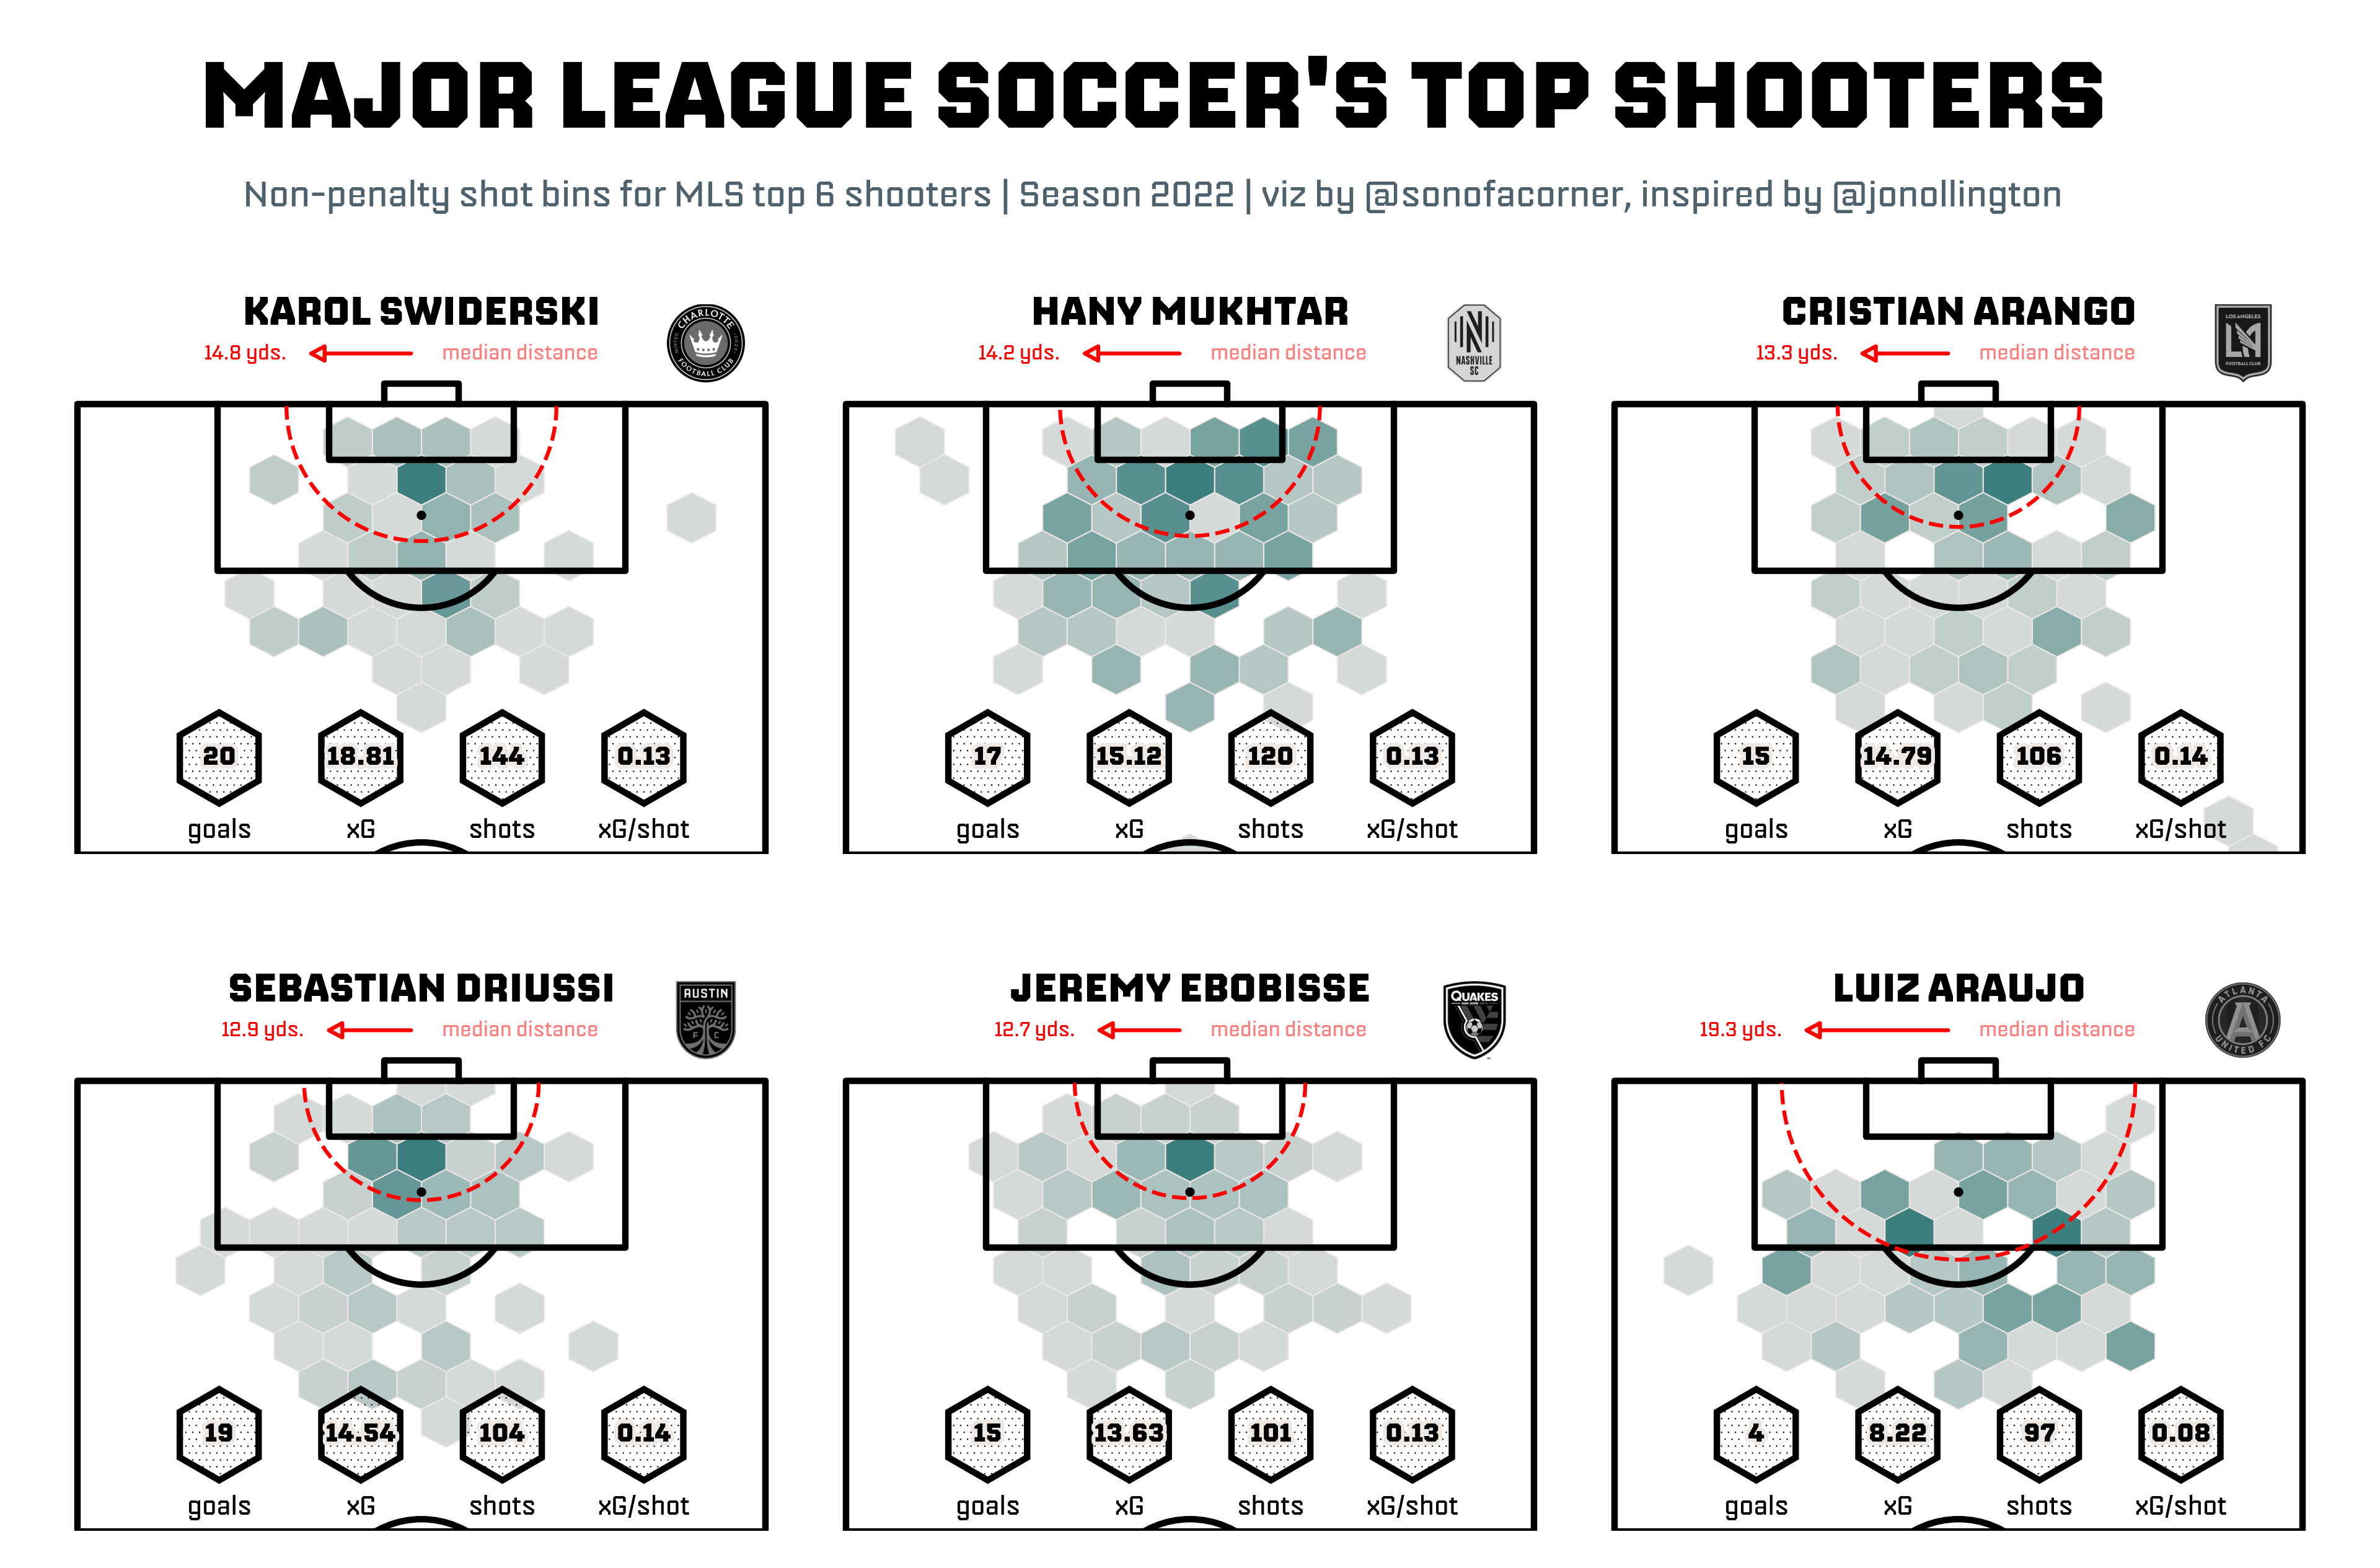 MAJOR LEAGUE SOCCER'S TOP SHOOTERS
Non-penalty shot bins for MLS top 6 shooters | Season 2022 | viz by @sonofacorner, inspired by @jonollington
KAROL SWIDERSKI
14.8 yds. median distance
CHARLOTTE
FOOTBALL CLUB
20 18.81 144 0.13
goals xG shots xG/shot
HANY MUKHTAR
14.2 yds. median distance
N
NASHVILLE
SC
17 15.12 120 0.13
goals xG shots xG/shot
CRISTIAN ARANGO
13.3 yds. median distance
LOS ANGELES
LA
FOOTBALL CLUB
15 14.79 106 0.14
goals xG shots xG/shot
SEBASTIAN DRIUSSI
12.9 yds. median distance
AUSTIN
F C
19 14.54 104 0.14
goals xG shots xG/shot
JEREMY EBOBISSE
12.7 yds. median distance
QUAKES
15 13.63 101 0.13
goals xG shots xG/shot
LUIZ ARAUJO
19.3 yds. median distance
ATLANTA
A
UNITED FC
4 8.22 97 0.08
goals xG shots xG/shot